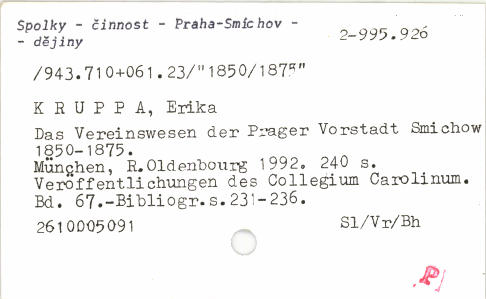 Spolky - činnost - Praha-Smíchov -
- dějiny
2-995.926
/943.710+061.23/"1850/1875"
K R U P P A, Erika
Das Vereinswesen der Prager Vorstadt Smichow
1850-1875.
München, R.Oldenbourg 1992. 240 s.
Veröffentlichungen des Collegium Carolinum.
Bd. 67.-Bibliogr.s.231-236.
2610005091
Sl/Vr/Bh
P